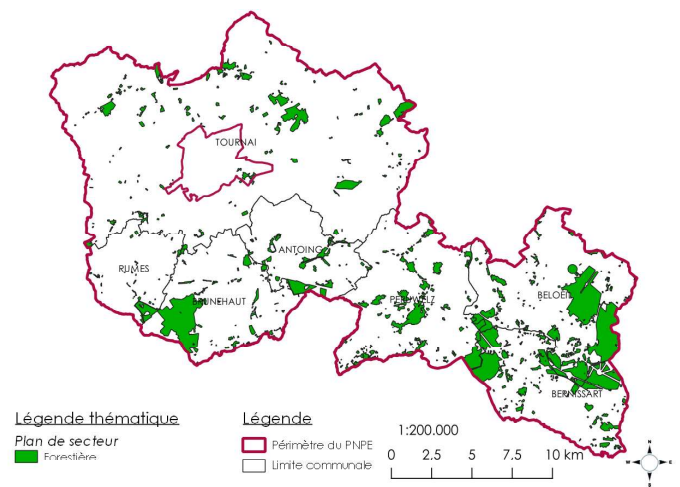 TOURNAI
ANTOING
RUMES
BRUNEHAUT
PERUWELZ
BELOEIL
BERNISSART
Légende thématique
Plan de secteur
Forestière
Légende
Périmètre du PNPE
Limite communale
1:200.000
0 2.5 5 7.5 10 km
N
W E
S